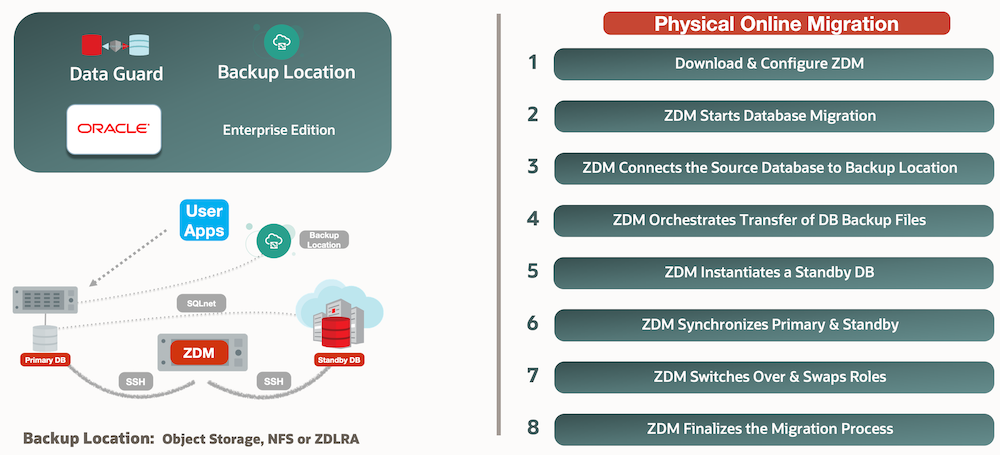 Data Guard
Backup Location
ORACLE
Enterprise Edition
User
Apps
Backup
Location
SQLnet
Primary DB
ZDM
Standby DB
SSH
SSH
Backup Location: Object Storage, NFS or ZDLRA
Physical Online Migration
1 Download & Configure ZDM
2 ZDM Starts Database Migration
3 ZDM Connects the Source Database to Backup Location
4 ZDM Orchestrates Transfer of DB Backup Files
5 ZDM Instantiates a Standby DB
6 ZDM Synchronizes Primary & Standby
7 ZDM Switches Over & Swaps Roles
8 ZDM Finalizes the Migration Process